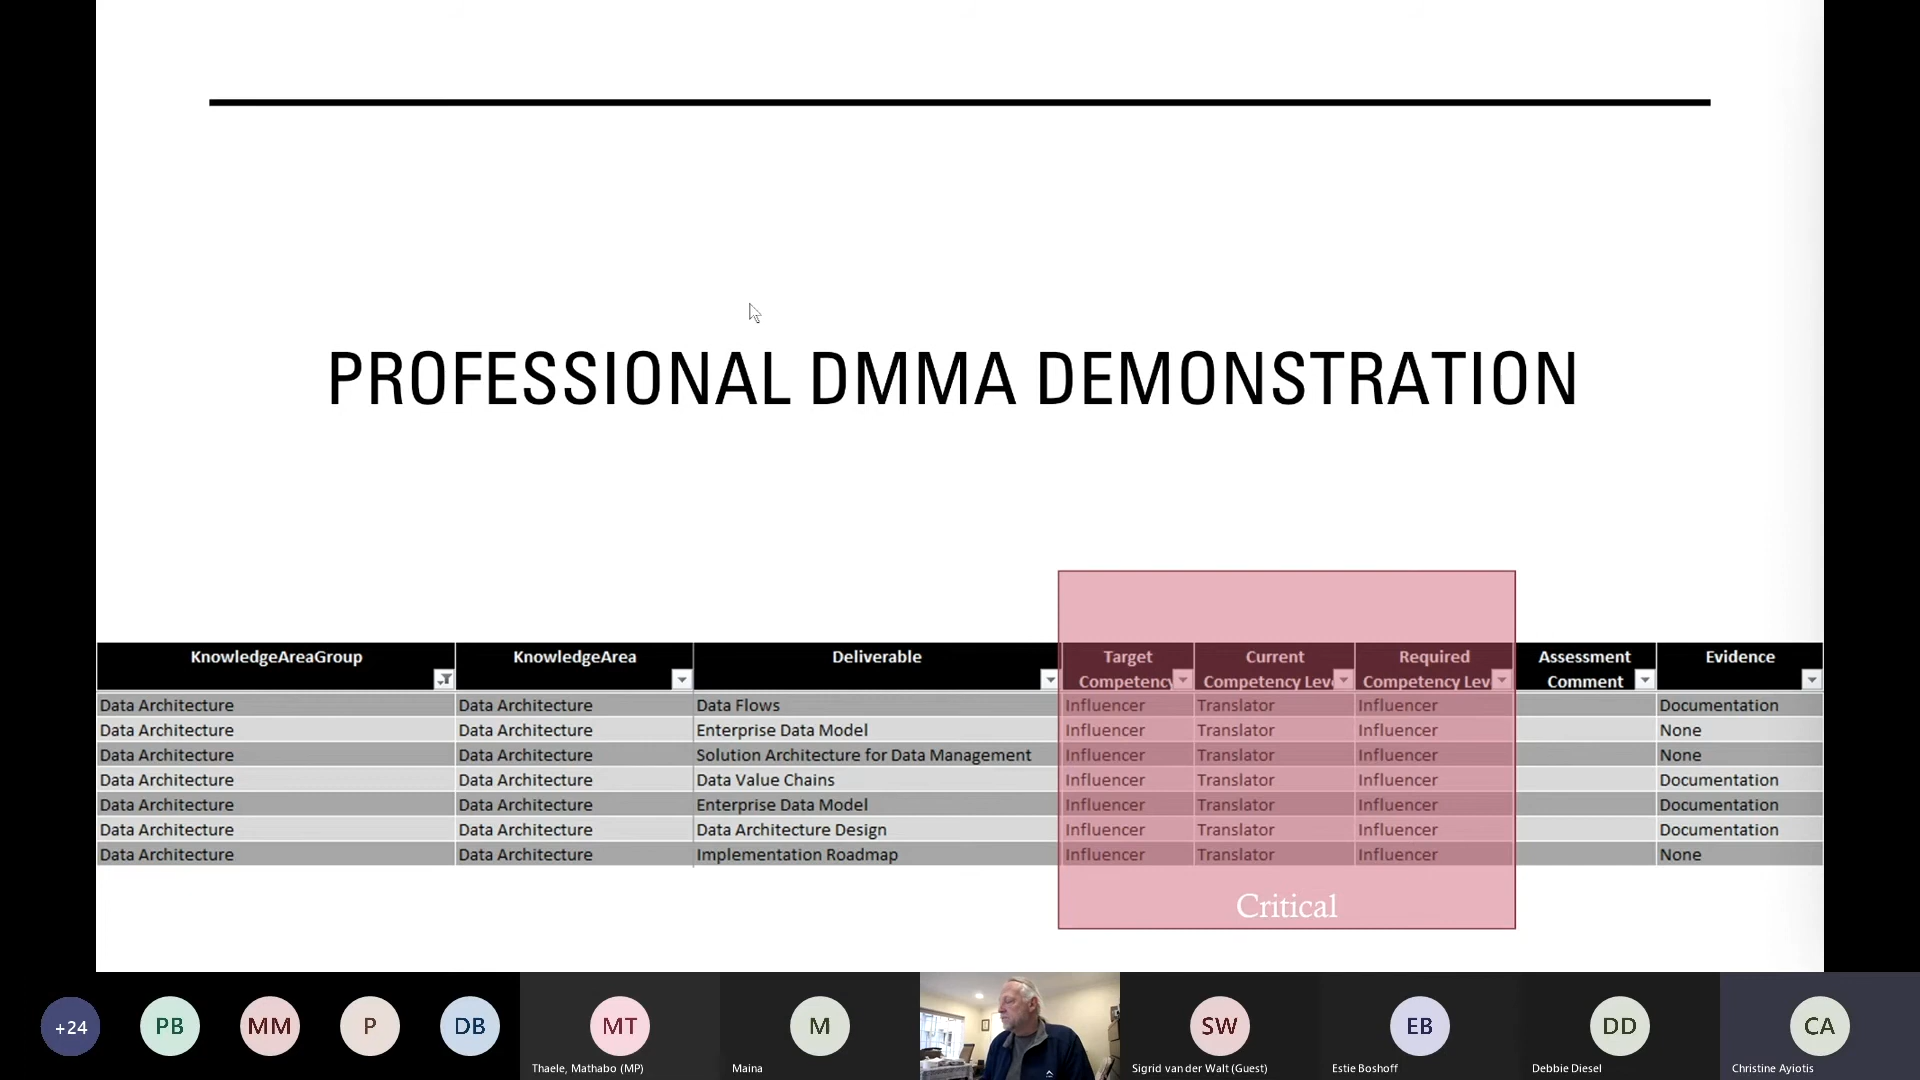 PROFESSIONAL DMMA DEMONSTRATION
KnowledgeAreaGroup KnowledgeArea Deliverable Target Competency Current Competency Lev Required Competency Lev Assessment Comment Evidence
Data Architecture Data Architecture Data Flows Influencer Translator Influencer Documentation
Data Architecture Data Architecture Enterprise Data Model Influencer Translator Influencer None
Data Architecture Data Architecture Solution Architecture for Data Management Influencer Translator Influencer None
Data Architecture Data Architecture Data Value Chains Influencer Translator Influencer Documentation
Data Architecture Data Architecture Enterprise Data Model Influencer Translator Influencer Documentation
Data Architecture Data Architecture Data Architecture Design Influencer Translator Influencer Documentation
Data Architecture Data Architecture Implementation Roadmap Influencer Translator Influencer None
Critical
+24 PB MM P DB MT M SW EB DD CA
Thaele, Mathabo (MP) Maina Sigrid van der Walt (Guest) Estie Boshoff Debbie Diesel Christine Ayiotis